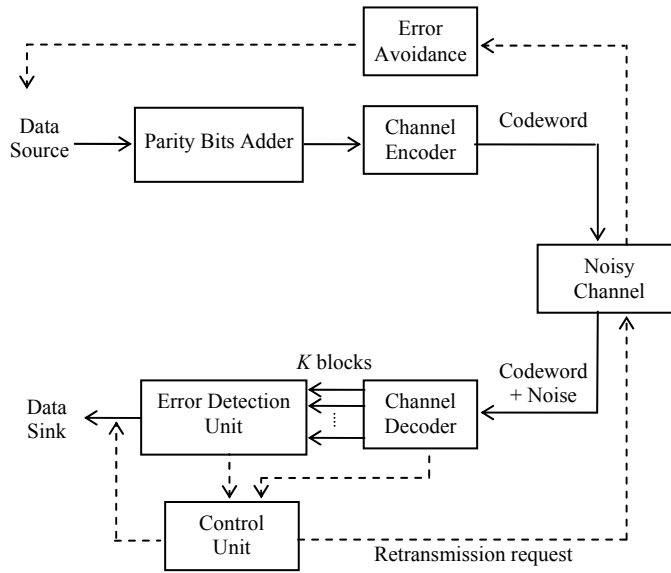 Error
Avoidance
Data
Source
Parity Bits Adder
Channel
Encoder
Codeword
Noisy
Channel
K blocks
Codeword
+ Noise
Data
Sink
Error Detection
Unit
Channel
Decoder
Control
Unit
Retransmission request